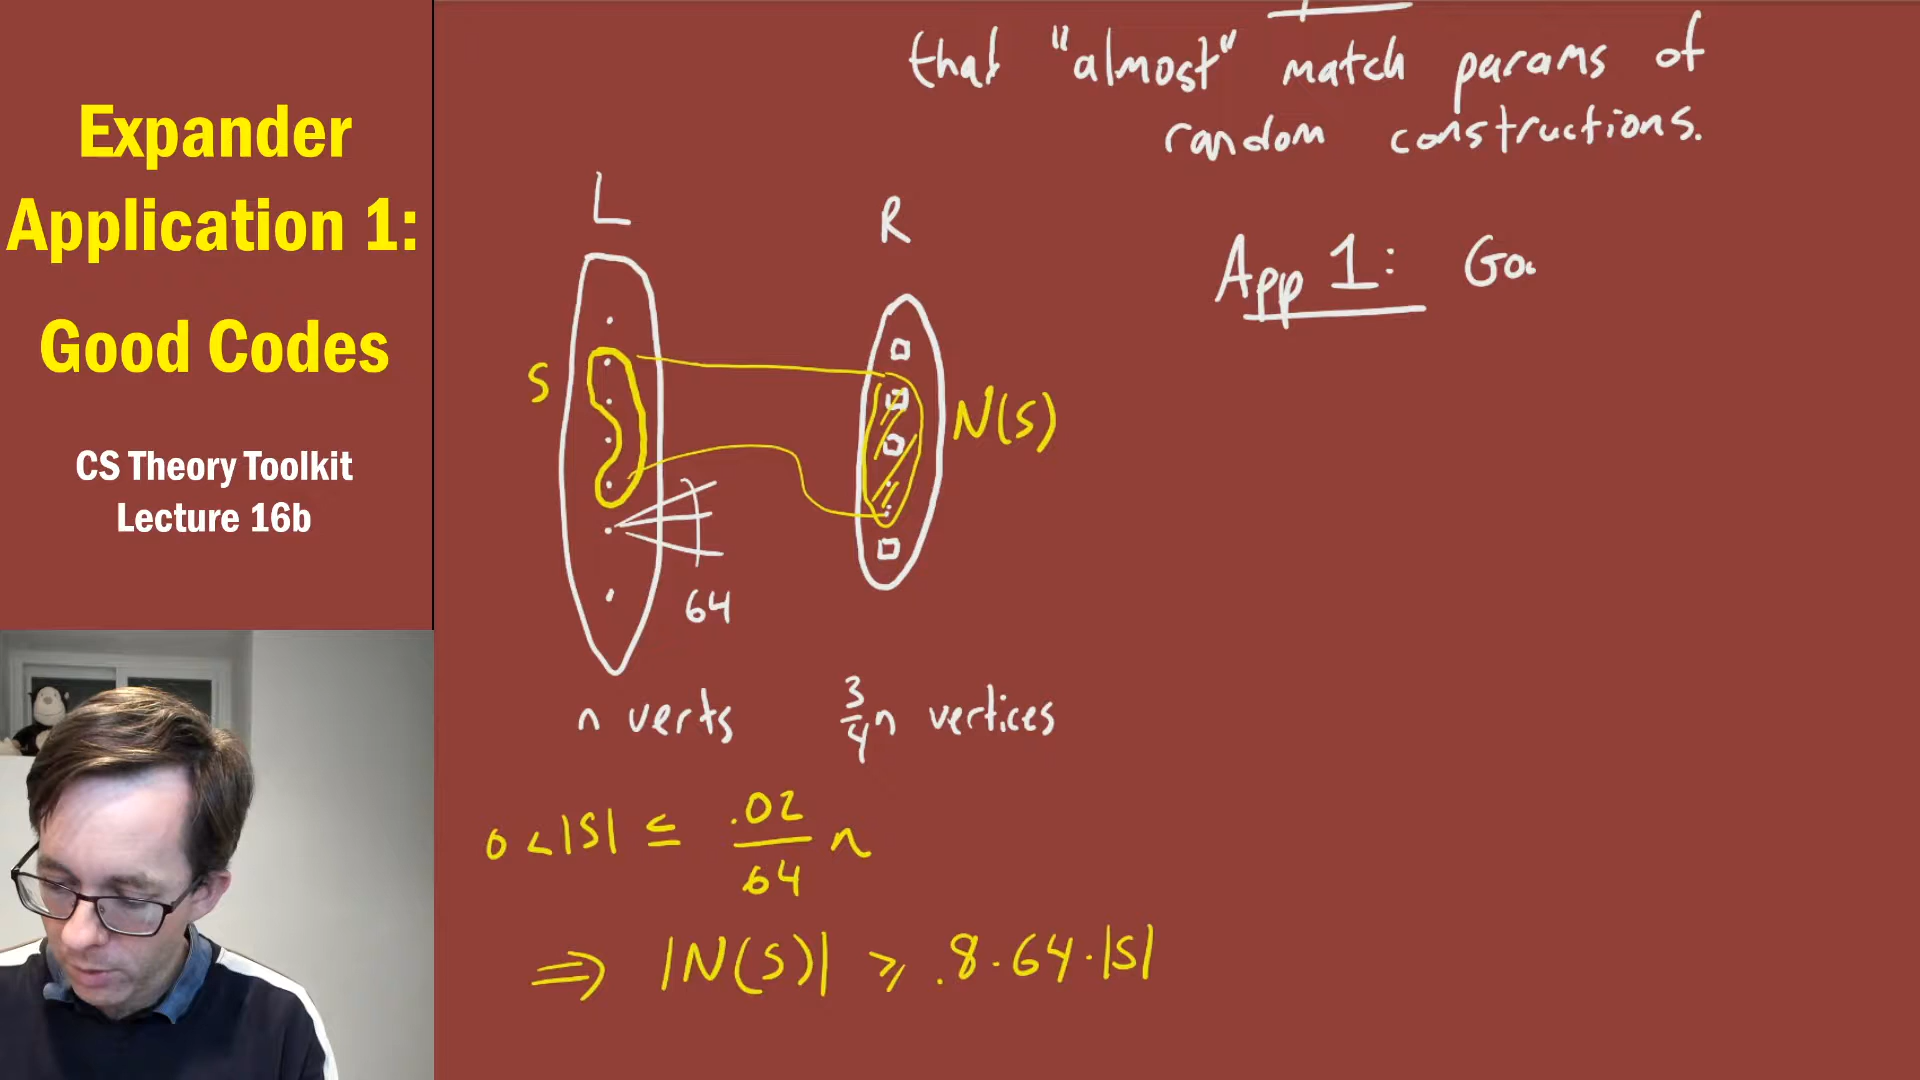 Expander
Application 1:
Good Codes
CS Theory Toolkit
Lecture 16b
that "almost" match params of
random constructions.
L
R
App 1: Goo
S
N(S)
64
n verts
3/4 n vertices
0 < |S| ≤ .02/64 n
⇒ |N(S)| ≥ .8·64·|S|